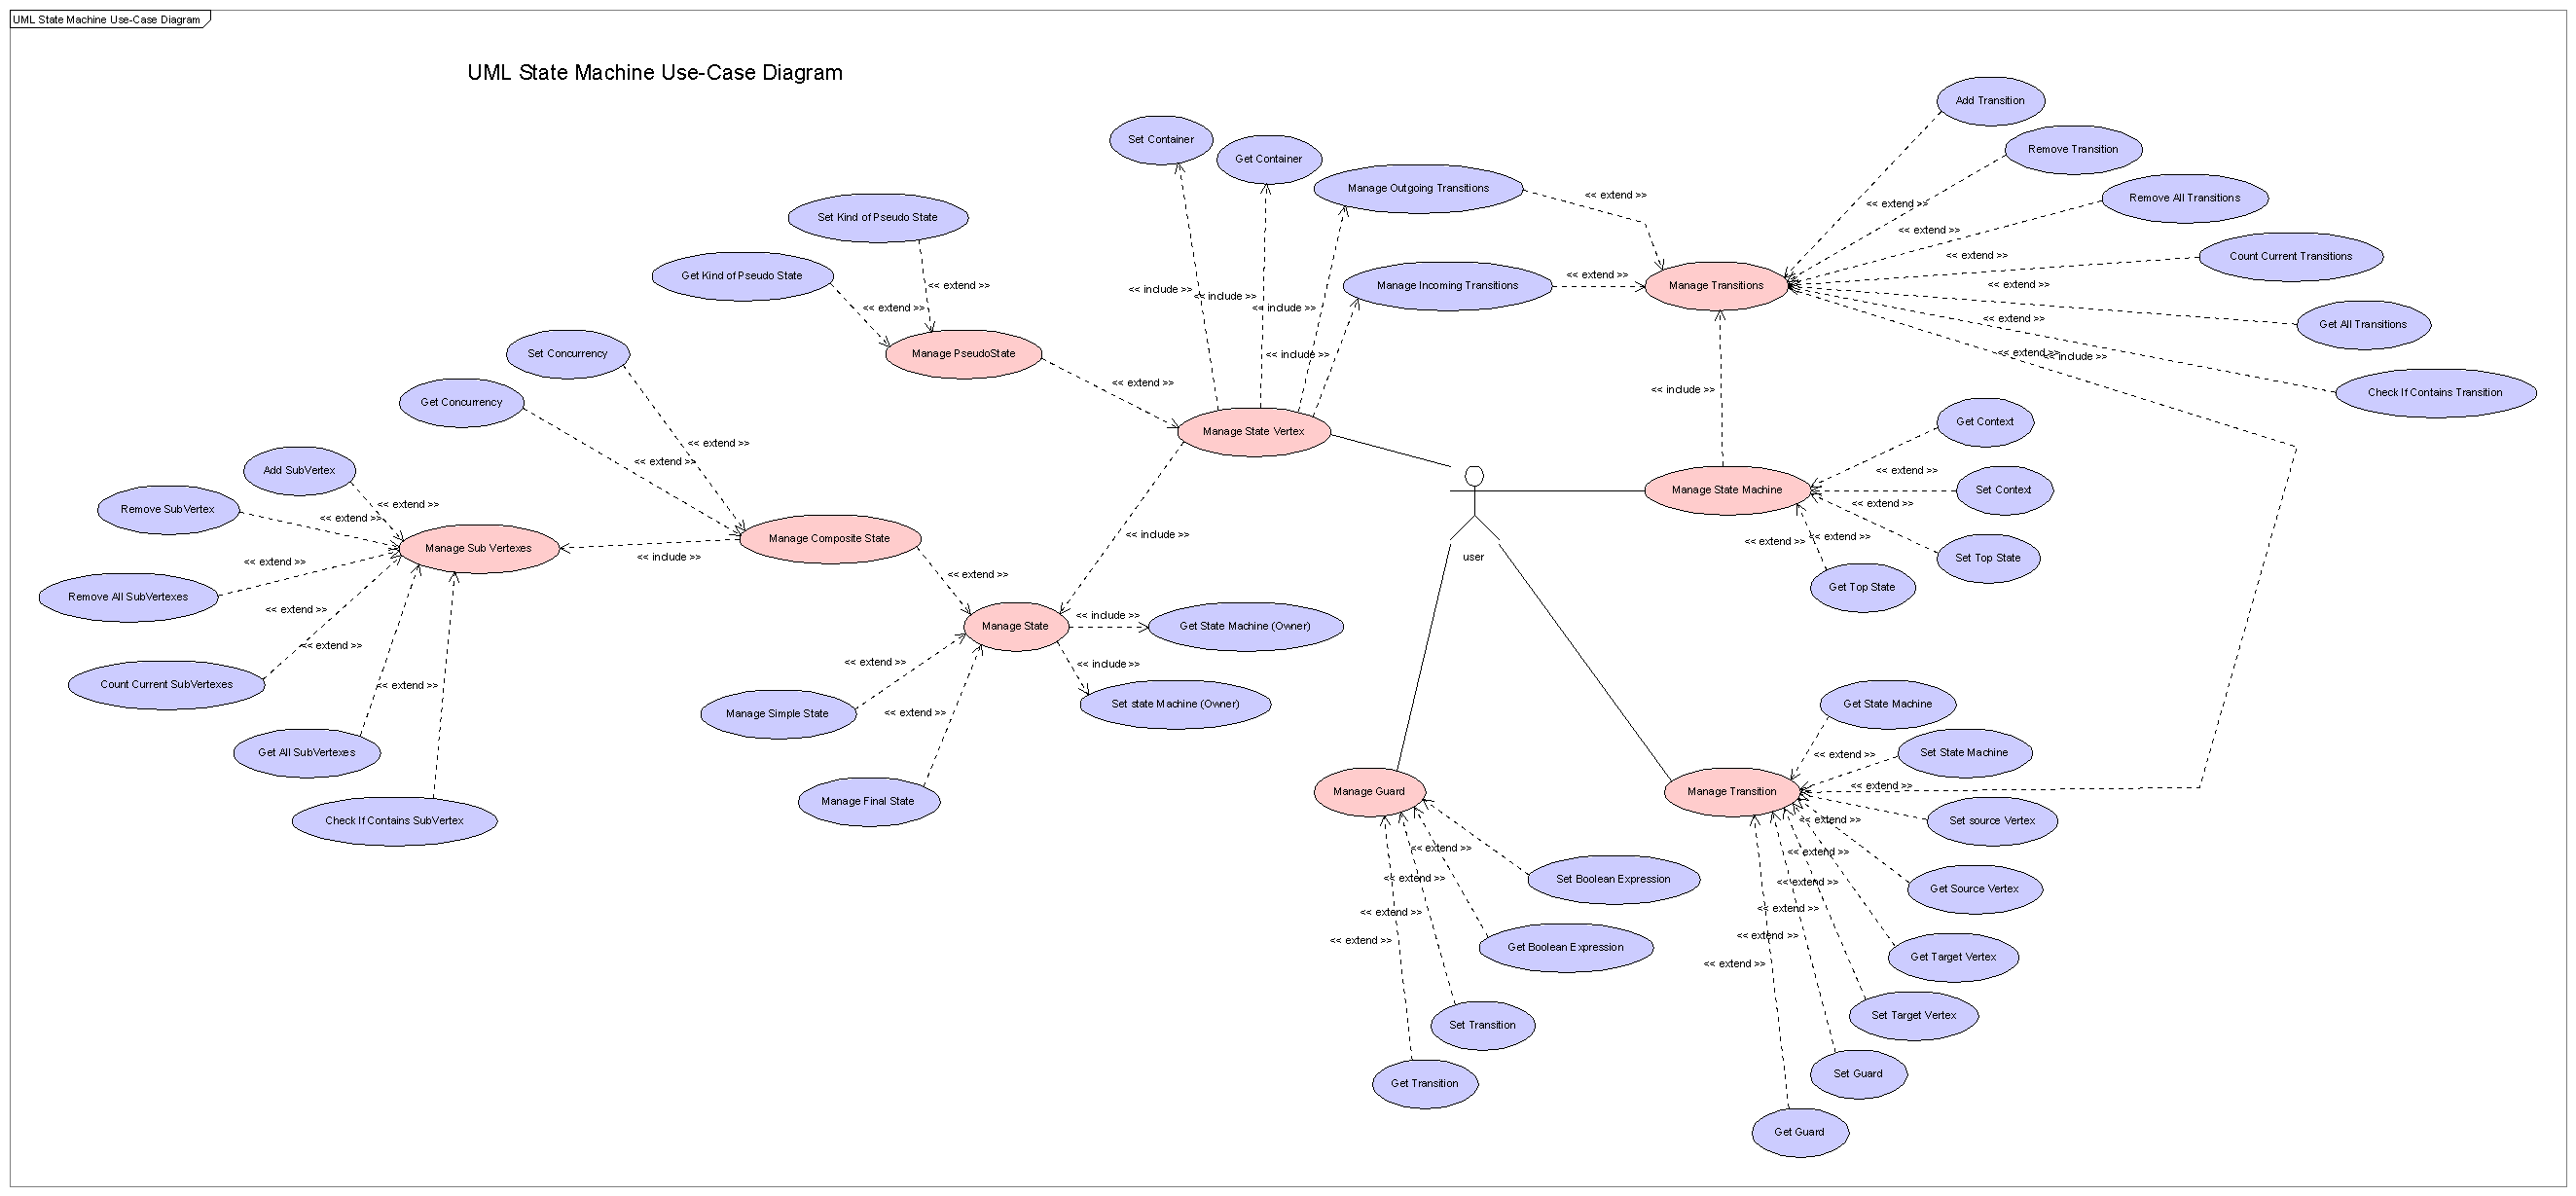 UML State Machine Use-Case Diagram
UML State Machine Use-Case Diagram
Add Transition
Set Container
Remove Transition
Get Container
Manage Outgoing Transitions
<< extend >>
Remove All Transitions
<< extend >>
Set Kind of Pseudo State
<< extend >>
Count Current Transitions
<< extend >>
Get Kind of Pseudo State
<< extend >>
Manage Incoming Transitions
<< extend >>
Manage Transitions
<< extend >>
<< extend >>
<< include >>
<< include >>
<< extend >>
<< include >>
<< extend >>
Get All Transitions
Set Concurrency
Manage PseudoState
<< include >>
<< extend >>
<< include >>
<< extend >>
<< include >>
Check If Contains Transition
Get Concurrency
Get Context
Manage State Vertex
<< extend >>
<< extend >>
Add SubVertex
<< extend >>
Manage State Machine
Set Context
<< extend >>
<< extend >>
Remove SubVertex
<< extend >>
<< include >>
<< extend >>
<< extend >>
Manage Composite State
Manage Sub Vertexes
<< include >>
user
Set Top State
<< extend >>
<< extend >>
Get Top State
Remove All SubVertexes
<< extend >>
<< include >>
Manage State
Get State Machine (Owner)
<< extend >>
<< extend >>
<< include >>
Count Current SubVertexes
<< extend >>
Set state Machine (Owner)
Get State Machine
Manage Simple State
<< extend >>
Get All SubVertexes
<< extend >>
Set State Machine
<< extend >>
Manage Guard
Manage Transition
Manage Final State
Check If Contains SubVertex
<< extend >>
Set source Vertex
<< extend >>
<< extend >>
<< extend >>
Set Boolean Expression
<< extend >>
Get Source Vertex
<< extend >>
<< extend >>
<< extend >>
<< extend >>
Get Boolean Expression
Get Target Vertex
<< extend >>
Set Transition
Set Target Vertex
Set Guard
Get Transition
Get Guard